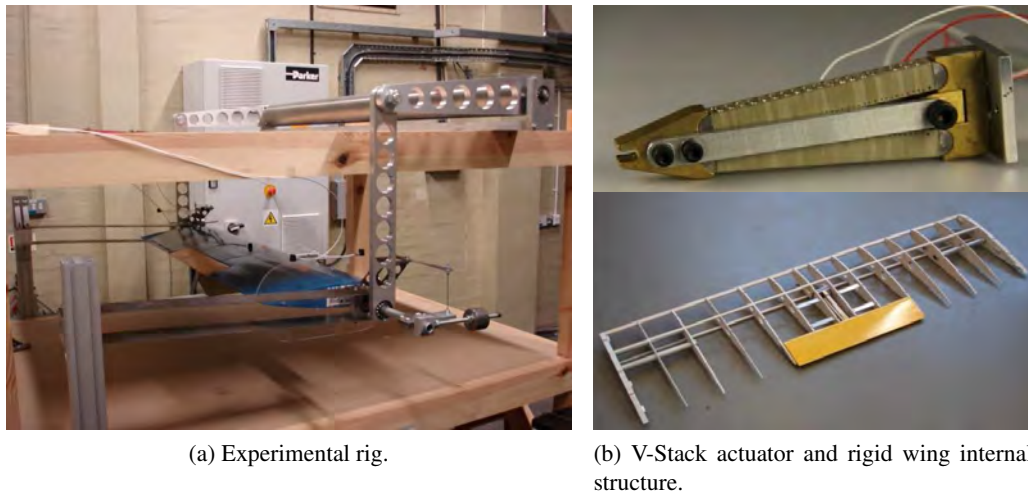 Parker
(a) Experimental rig.
(b) V-Stack actuator and rigid wing internal
structure.